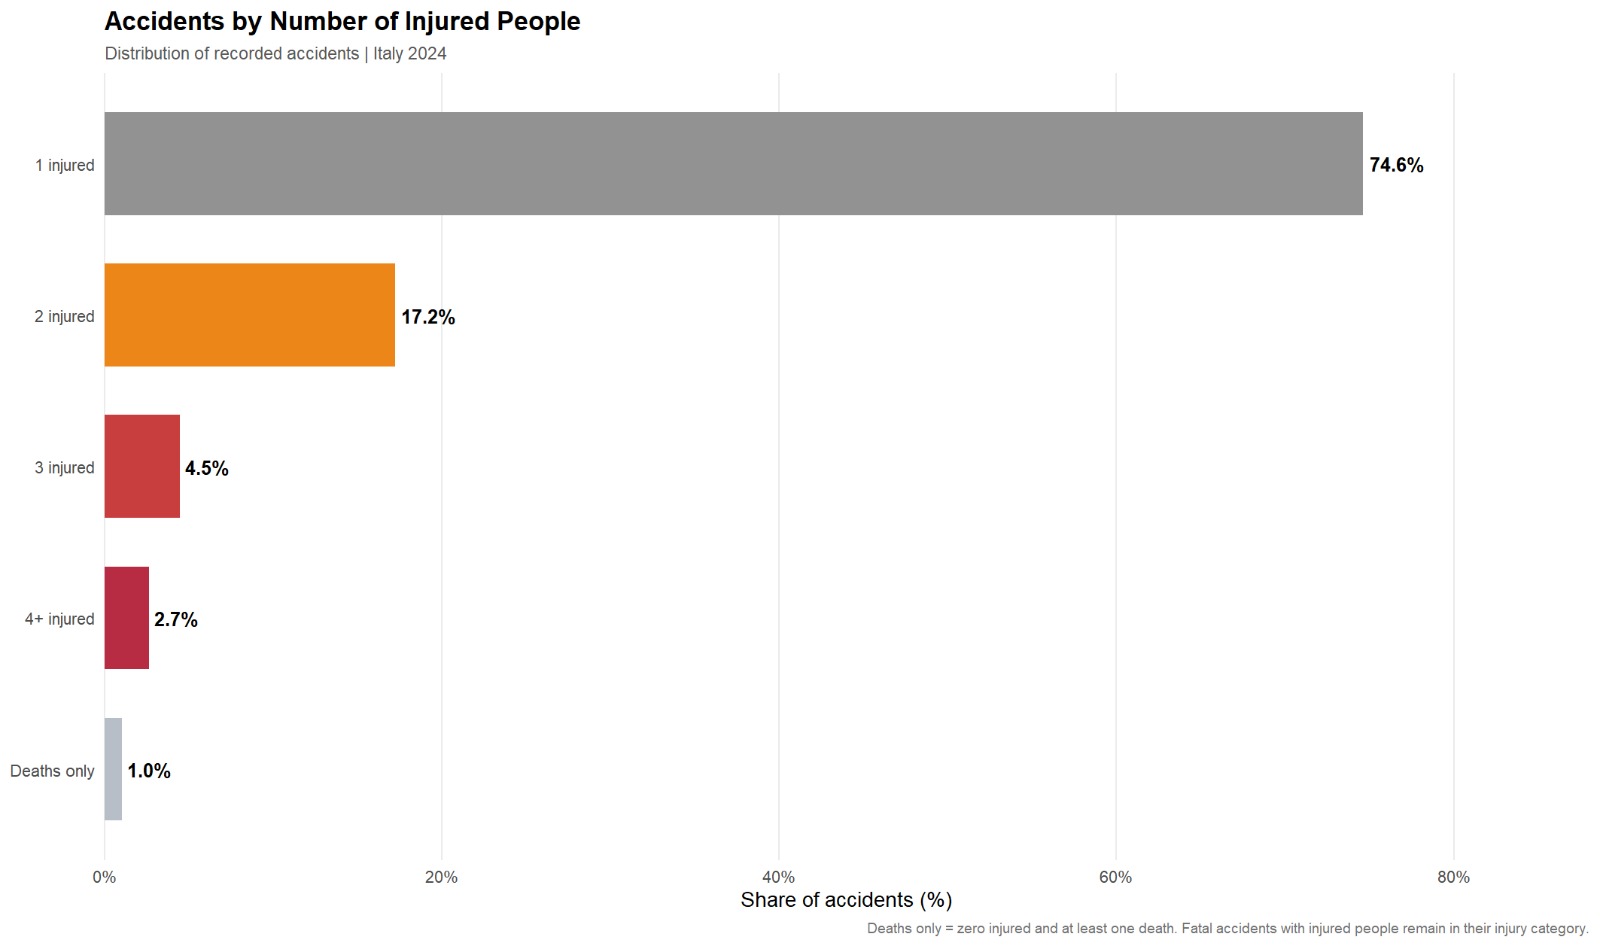 Accidents by Number of Injured People
Distribution of recorded accidents | Italy 2024
1 injured
74.6%
2 injured
17.2%
3 injured
4.5%
4+ injured
2.7%
Deaths only
1.0%
0%
20%
40%
60%
80%
Share of accidents (%)
Deaths only = zero injured and at least one death. Fatal accidents with injured people remain in their injury category.